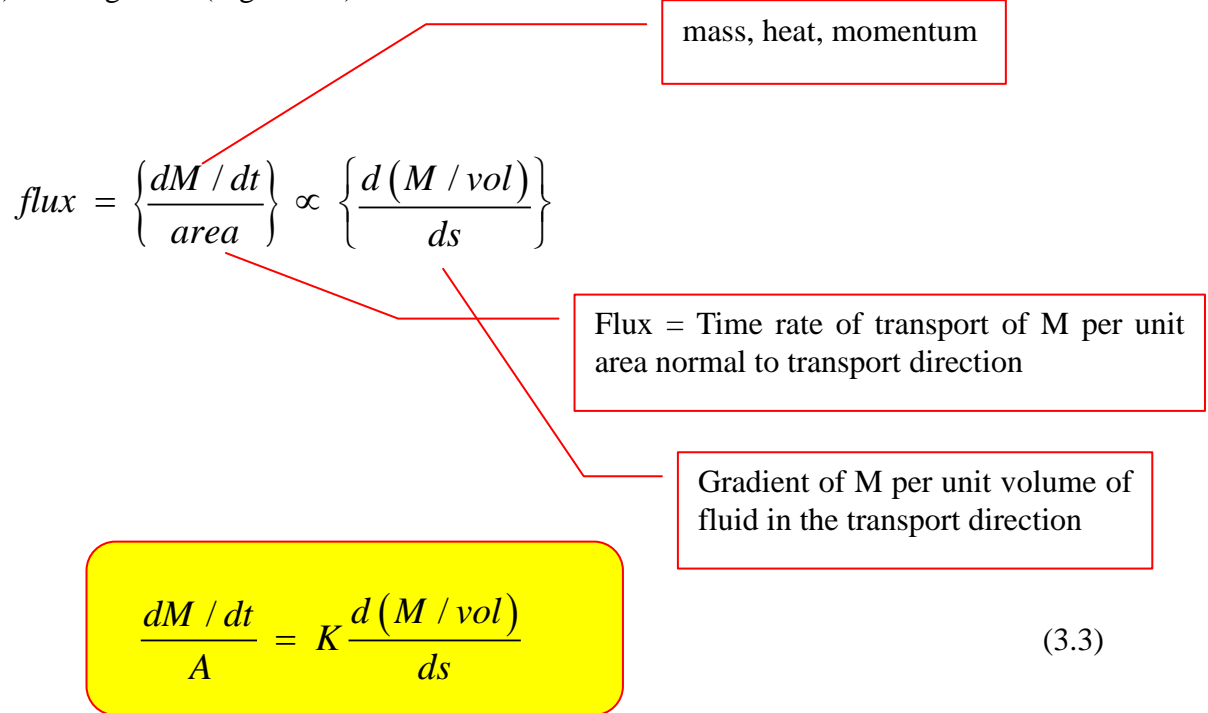 mass, heat, momentum
flux = {dM / dt / area} ∝ {d (M / vol) / ds}
Flux = Time rate of transport of M per unit
area normal to transport direction
Gradient of M per unit volume of
fluid in the transport direction
dM / dt / A = K d (M / vol) / ds (3.3)